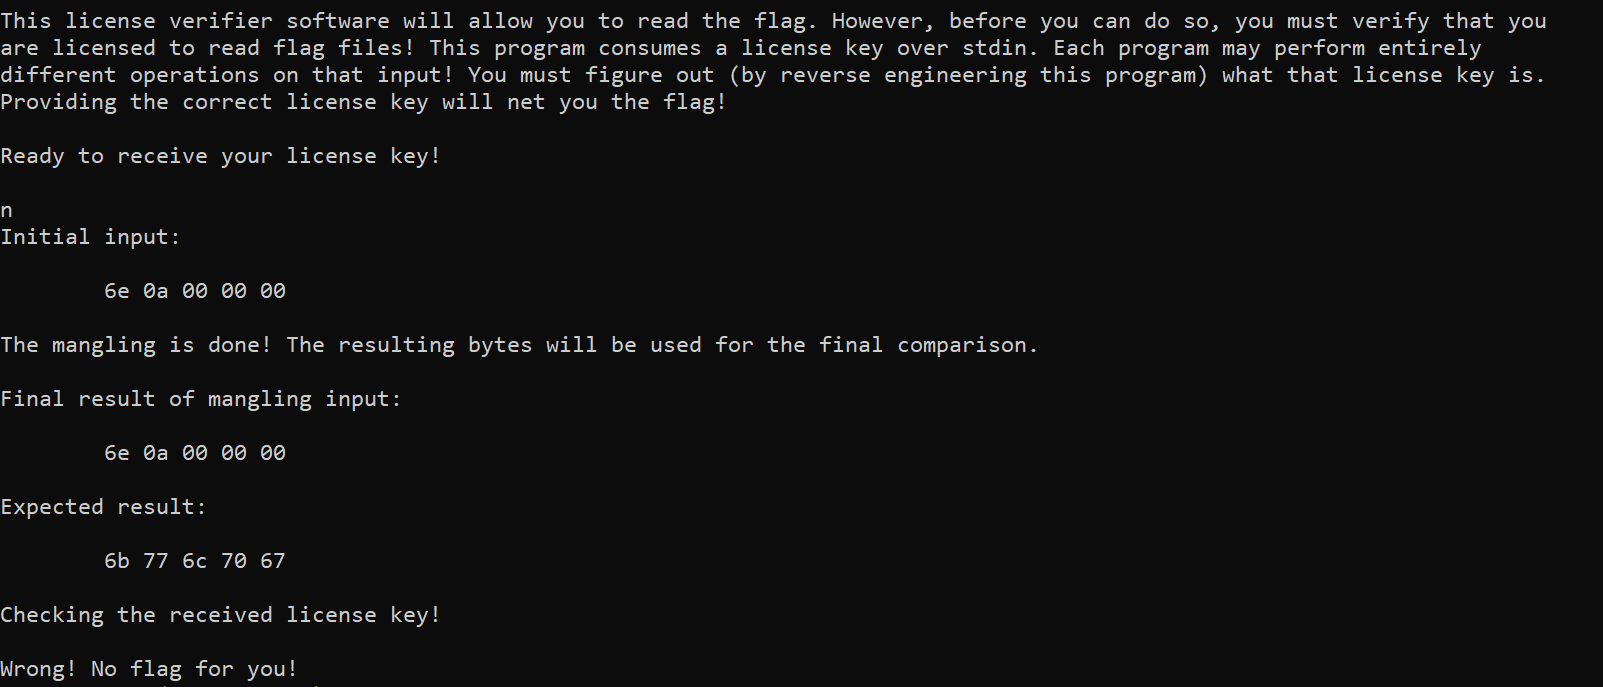 This license verifier software will allow you to read the flag. However, before you can do so, you must verify that you
are licensed to read flag files! This program consumes a license key over stdin. Each program may perform entirely
different operations on that input! You must figure out (by reverse engineering this program) what that license key is.
Providing the correct license key will net you the flag!
Ready to receive your license key!
n
Initial input:
6e 0a 00 00 00
The mangling is done! The resulting bytes will be used for the final comparison.
Final result of mangling input:
6e 0a 00 00 00
Expected result:
6b 77 6c 70 67
Checking the received license key!
Wrong! No flag for you!